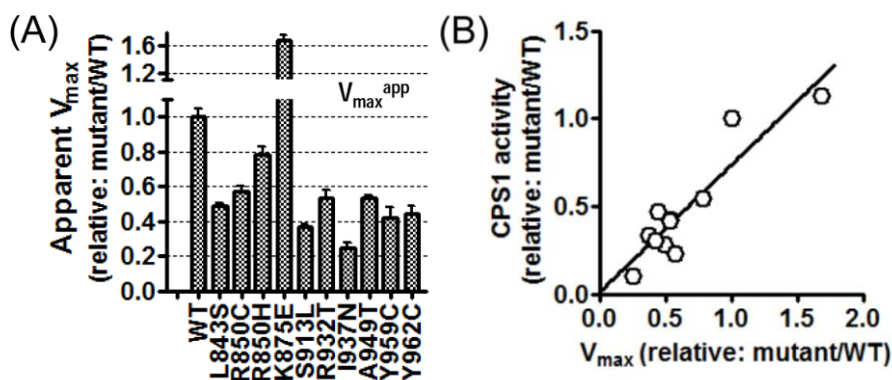 (A)
Apparent Vmax
(relative: mutant/WT)
1.6
1.2
1.0
0.8
0.6
0.4
0.2
0.0
Vmax^app
WT
L843S
R850C
R850H
K875E
S913L
R932T
I937N
A949T
Y959C
Y962C
(B)
CPS1 activity
(relative: mutant/WT)
1.5
1.0
0.5
0.0
0.0 0.5 1.0 1.5 2.0
Vmax (relative: mutant/WT)